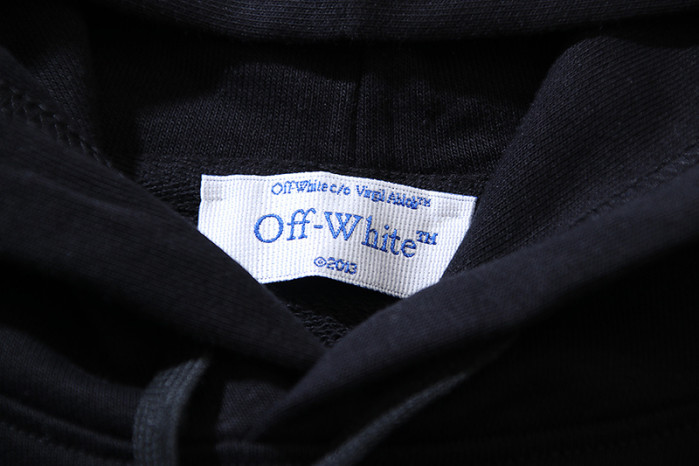 Off-White c/o Virgil Abloh™
Off-White™
©2013